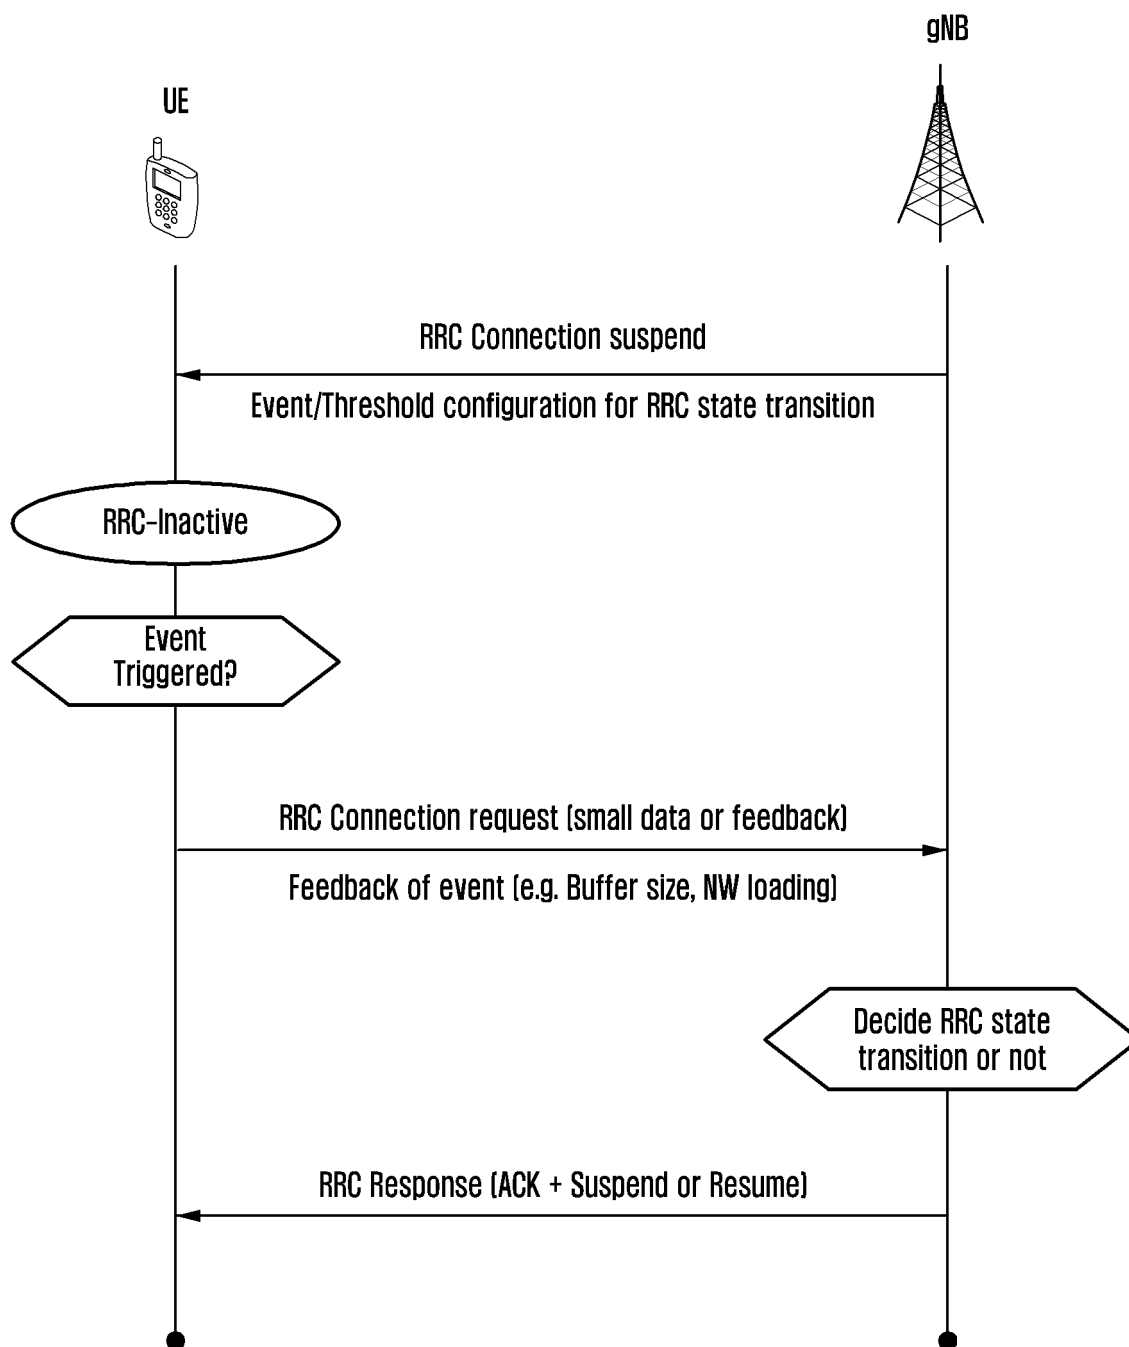 gNB
UE
RRC Connection suspend
Event/Threshold configuration for RRC state transition
RRC-Inactive
Event
Triggered?
RRC Connection request (small data or feedback)
Feedback of event (e.g. Buffer size, NW loading)
Decide RRC state
transition or not
RRC Response (ACK + Suspend or Resume)